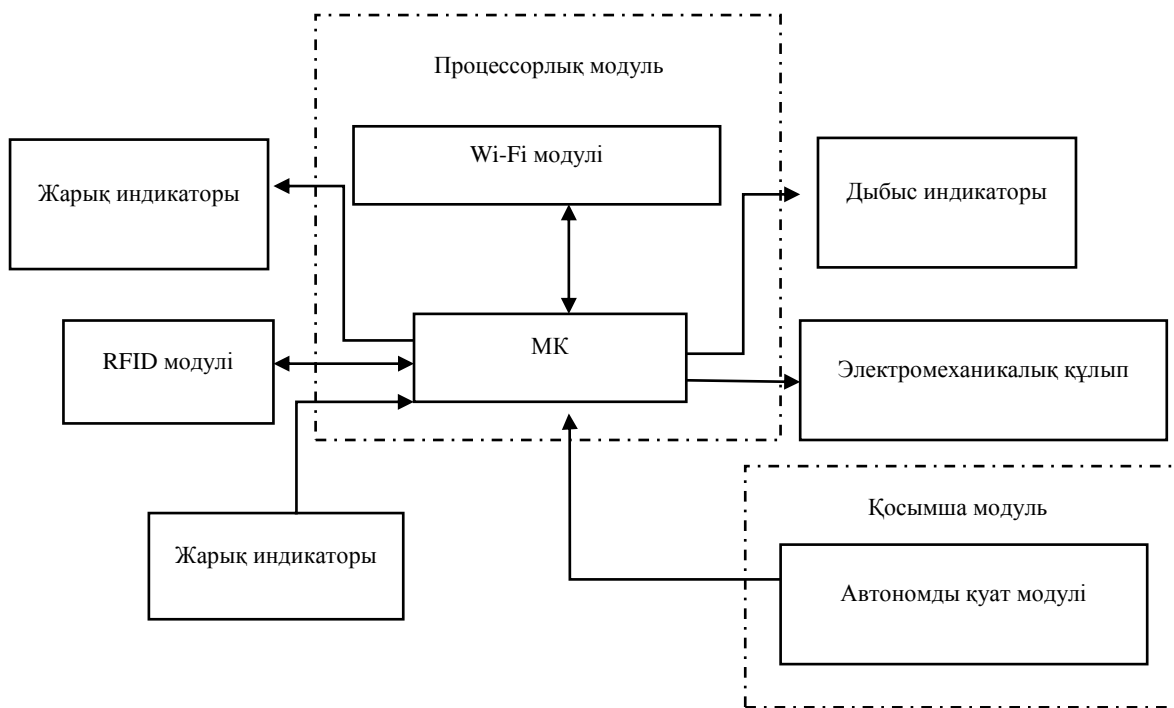 Процессорлық модуль
Wi-Fi модулі
Жарық индикаторы
Дыбыс индикаторы
RFID модулі
МК
Электромеханикалық құлып
Жарық индикаторы
Қосымша модуль
Автономды қуат модулі